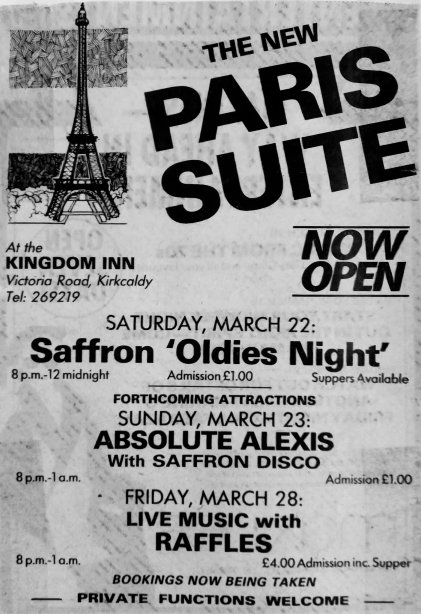 THE NEW
PARIS
SUITE
At the
KINGDOM INN
Victoria Road, Kirkcaldy
Tel: 269219
NOW
OPEN
SATURDAY, MARCH 22:
Saffron 'Oldies Night'
8 p.m.-12 midnight Admission £1.00 Suppers Available
FORTHCOMING ATTRACTIONS
SUNDAY, MARCH 23:
ABSOLUTE ALEXIS
With SAFFRON DISCO
8 p.m.-1 a.m. Admission £1.00
FRIDAY, MARCH 28:
LIVE MUSIC with
RAFFLES
8 p.m.-1 a.m. £4.00 Admission inc. Supper
BOOKINGS NOW BEING TAKEN
PRIVATE FUNCTIONS WELCOME